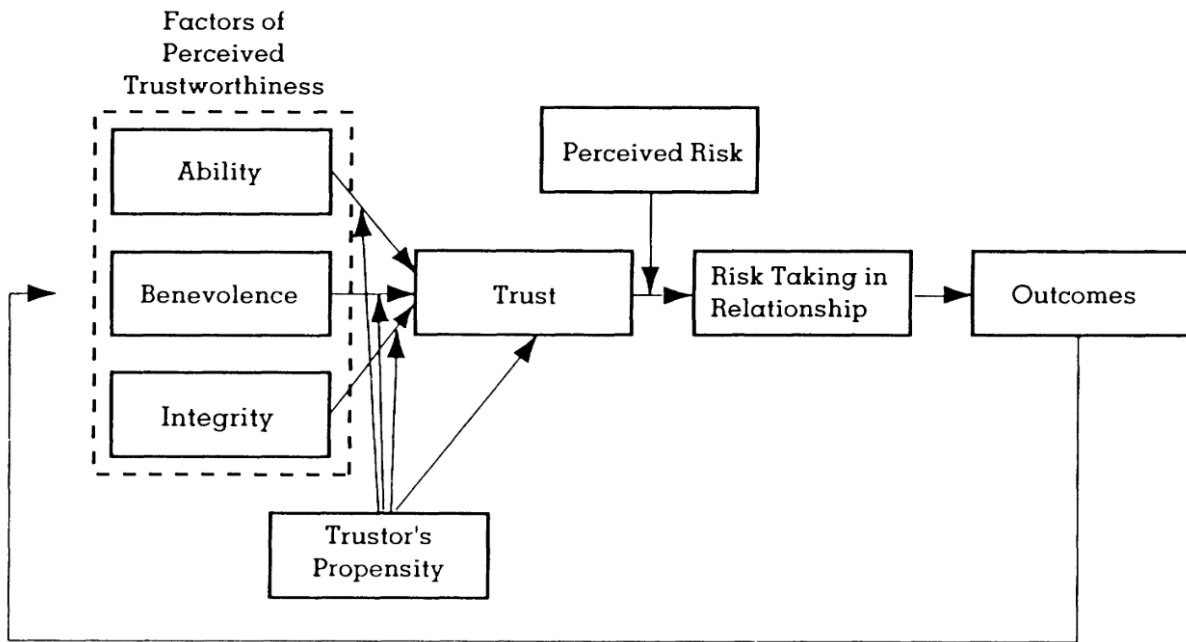 Factors of
Perceived
Trustworthiness
Ability
Perceived Risk
Benevolence
Trust
Risk Taking in
Relationship
Outcomes
Integrity
Trustor's
Propensity